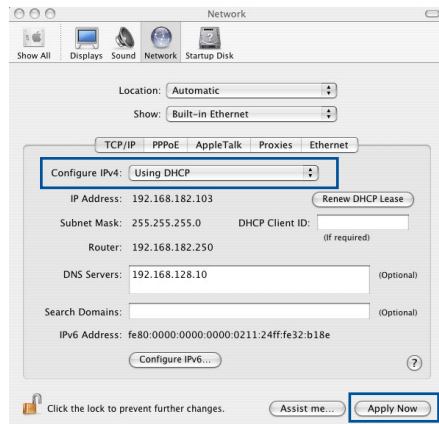 Network
Show All Displays Sound Network Startup Disk
Location: Automatic
Show: Built-in Ethernet
TCP/IP PPPoE AppleTalk Proxies Ethernet
Configure IPv4: Using DHCP
IP Address: 192.168.182.103 Renew DHCP Lease
Subnet Mask: 255.255.255.0 DHCP Client ID:
(If required)
Router: 192.168.182.250
DNS Servers: 192.168.128.10 (Optional)
Search Domains: (Optional)
IPv6 Address: fe80:0000:0000:0000:0211:24ff:fe32:b18e
Configure IPv6... ?
Click the lock to prevent further changes. Assist me... Apply Now